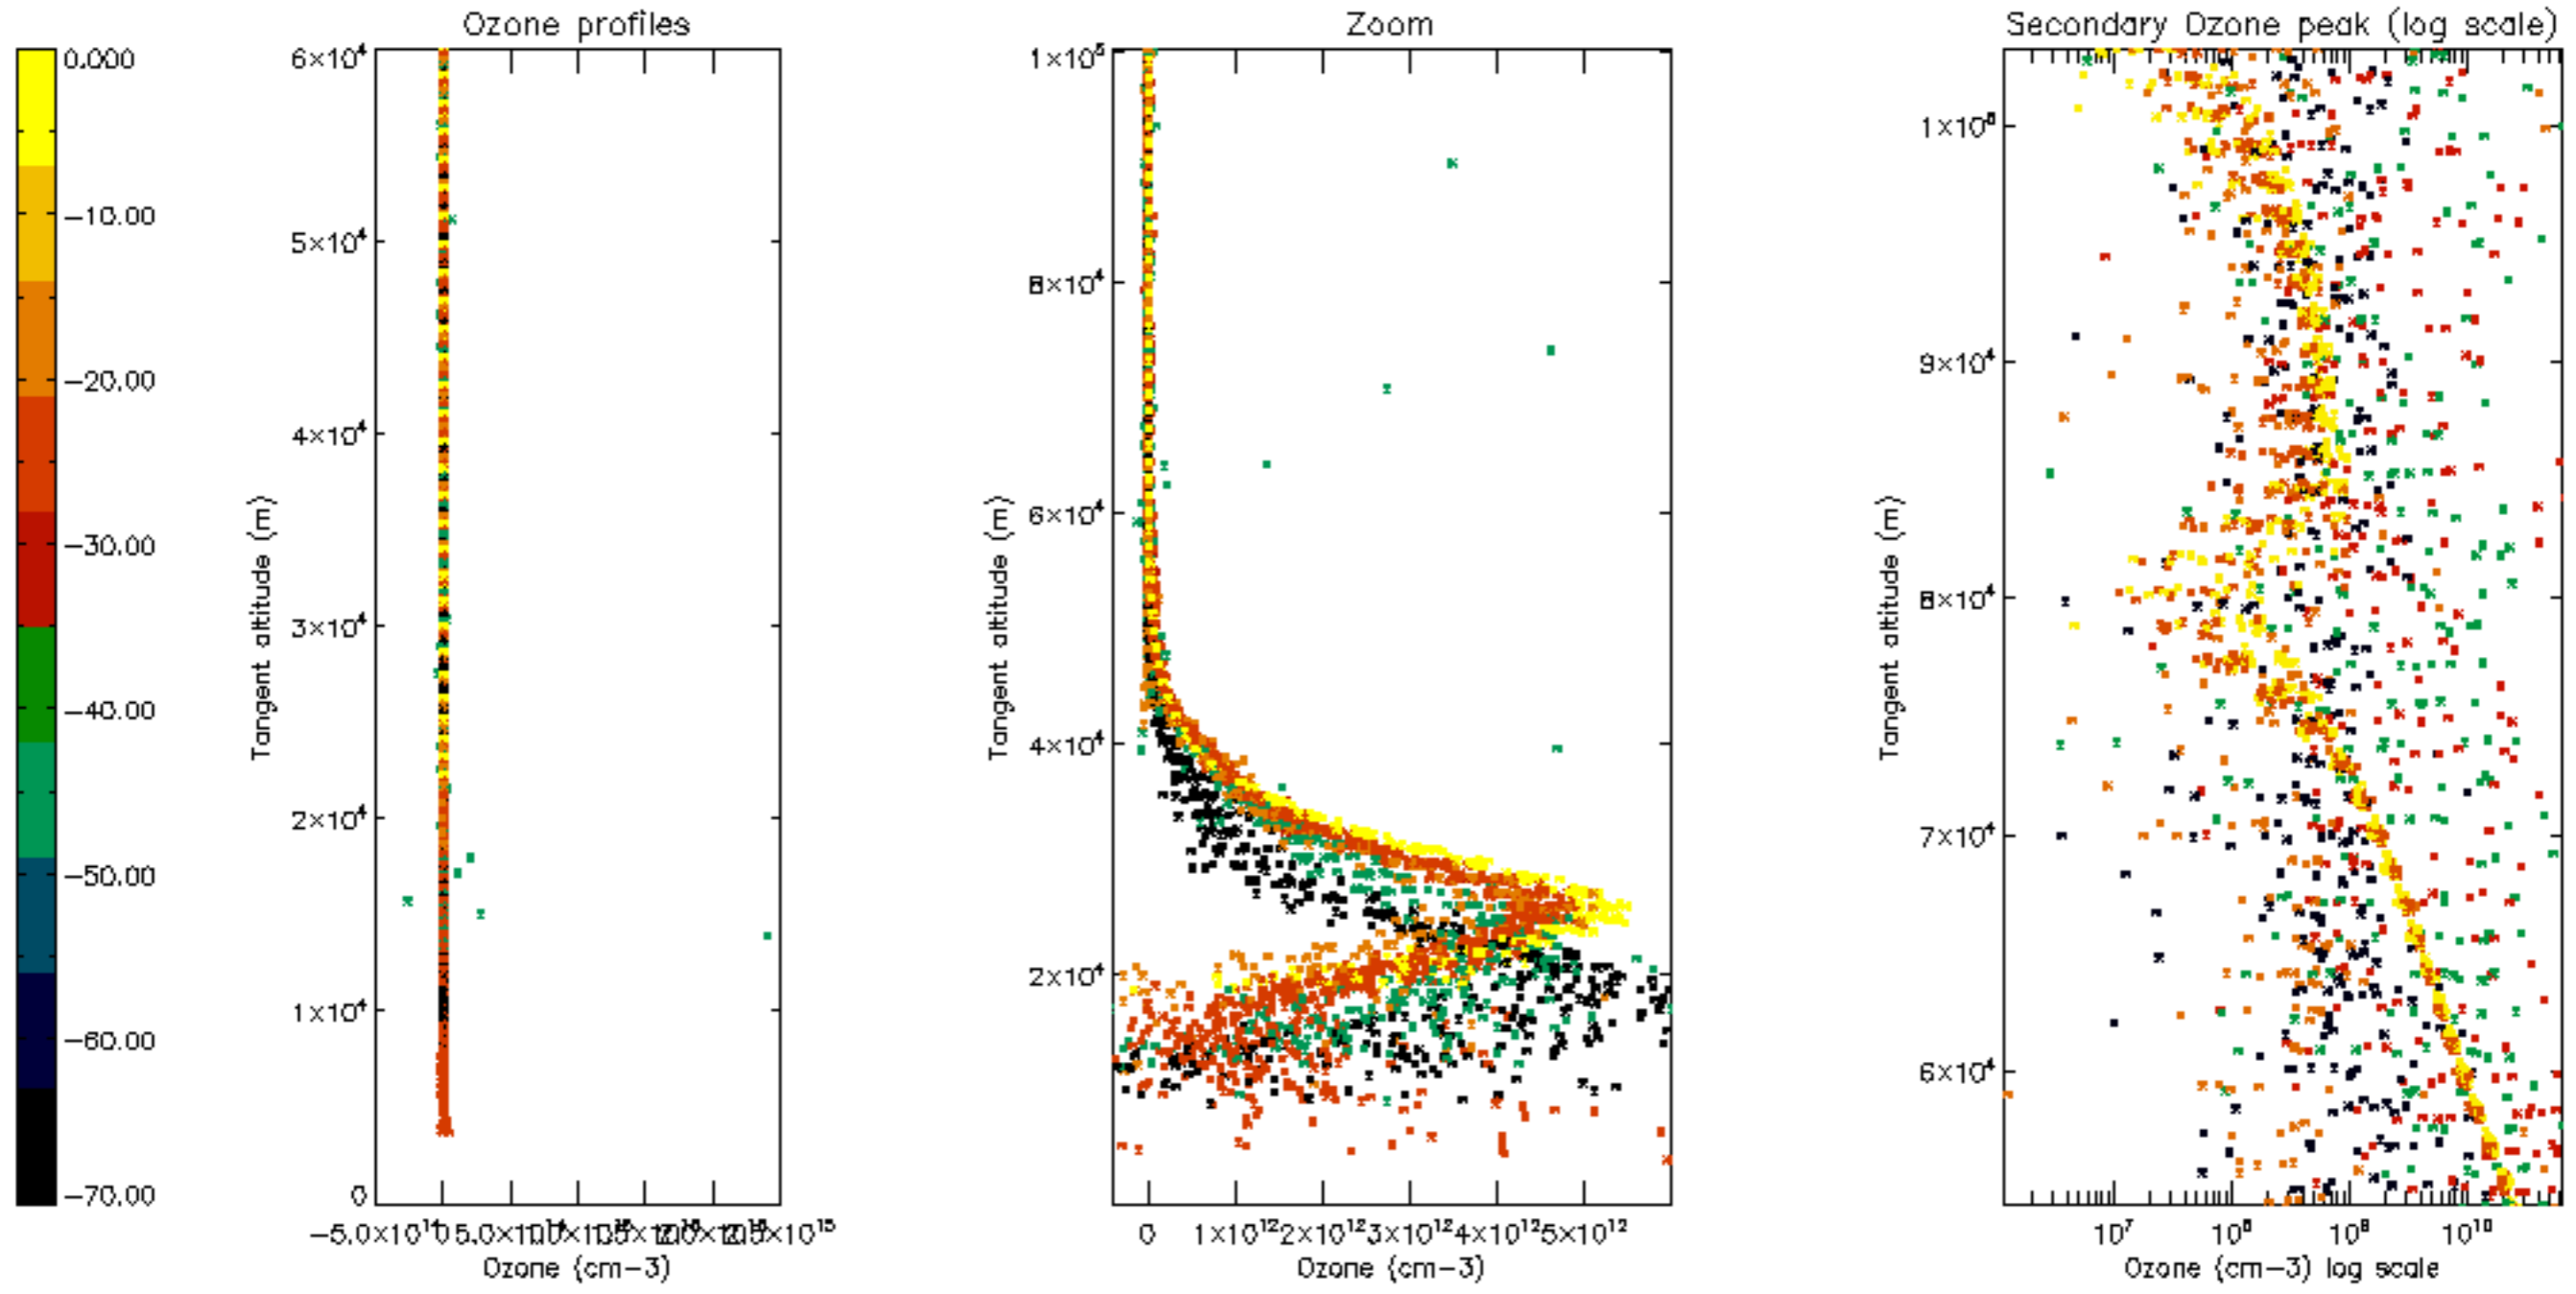 Ozone profiles
Zoom
Secondary Ozone peak (log scale)
0.000
−10.00
−20.00
−30.00
−40.00
−50.00
−60.00
−70.00
6×10⁴
5×10⁴
4×10⁴
3×10⁴
2×10⁴
1×10⁴
0
Tangent altitude (m)
Ozone (cm−3)
1×10⁵
8×10⁴
6×10⁴
4×10⁴
2×10⁴
Tangent altitude (m)
0 1×10¹² 2×10¹² 3×10¹² 4×10¹² 5×10¹²
Ozone (cm−3)
1×10⁵
9×10⁴
8×10⁴
7×10⁴
6×10⁴
Tangent altitude (m)
10⁷ 10⁸ 10⁹ 10¹⁰
Ozone (cm−3) log scale